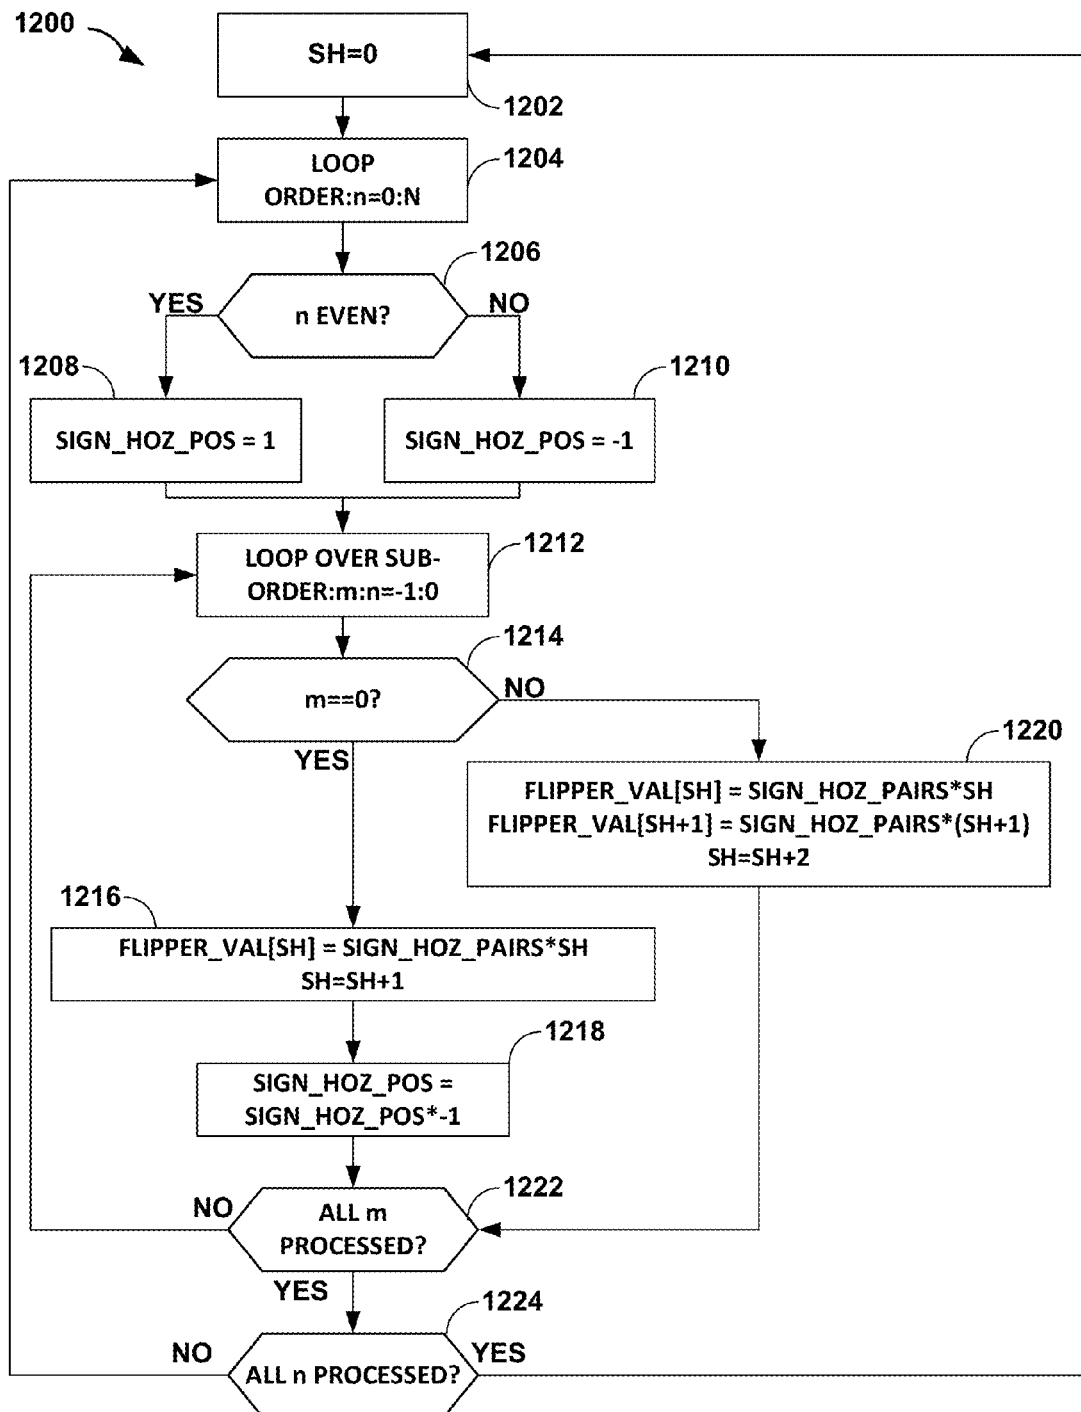 1200
SH=0
1202
LOOP
ORDER:n=0:N
1204
1206
YES
NO
n EVEN?
1208
1210
SIGN_HOZ_POS = 1
SIGN_HOZ_POS = -1
LOOP OVER SUB-
ORDER:m:n=-1:0
1212
1214
m==0?
NO
YES
1220
FLIPPER_VAL[SH] = SIGN_HOZ_PAIRS*SH
FLIPPER_VAL[SH+1] = SIGN_HOZ_PAIRS*(SH+1)
SH=SH+2
1216
FLIPPER_VAL[SH] = SIGN_HOZ_PAIRS*SH
SH=SH+1
1218
SIGN_HOZ_POS =
SIGN_HOZ_POS*-1
1222
NO
ALL m
PROCESSED?
YES
1224
NO
YES
ALL n PROCESSED?